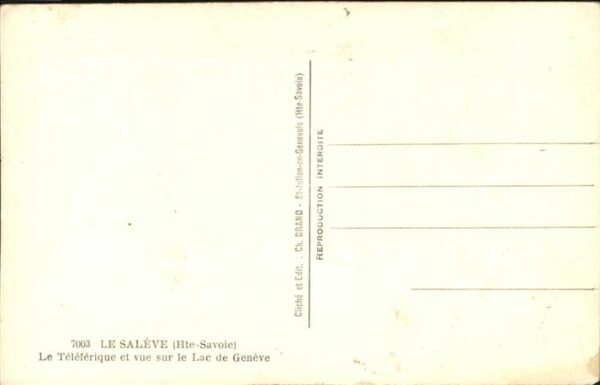 7003 LE SALÈVE (Hte-Savoie)
Le Téléférique et vue sur le Lac de Genève
Cliché et Edit. : Ch. BRAND - St-Julien-en-Genevois (Hte-Savoie)
REPRODUCTION INTERDITE